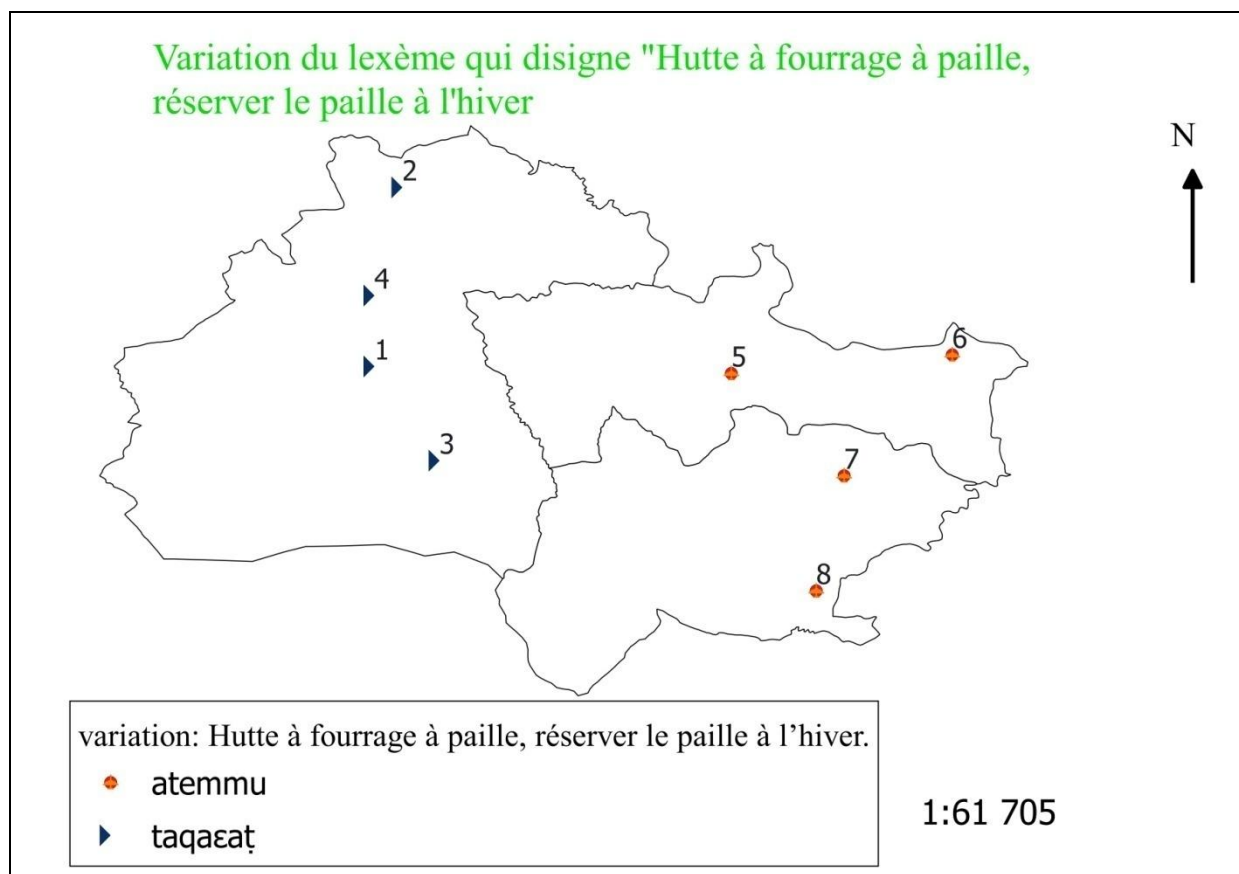 Variation du lexème qui disigne "Hutte à fourrage à paille,
réserver le paille à l'hiver
N
2
4
1
3
5
6
7
8
variation: Hutte à fourrage à paille, réserver le paille à l’hiver.
atemmu
taqaɛaṭ
1:61 705